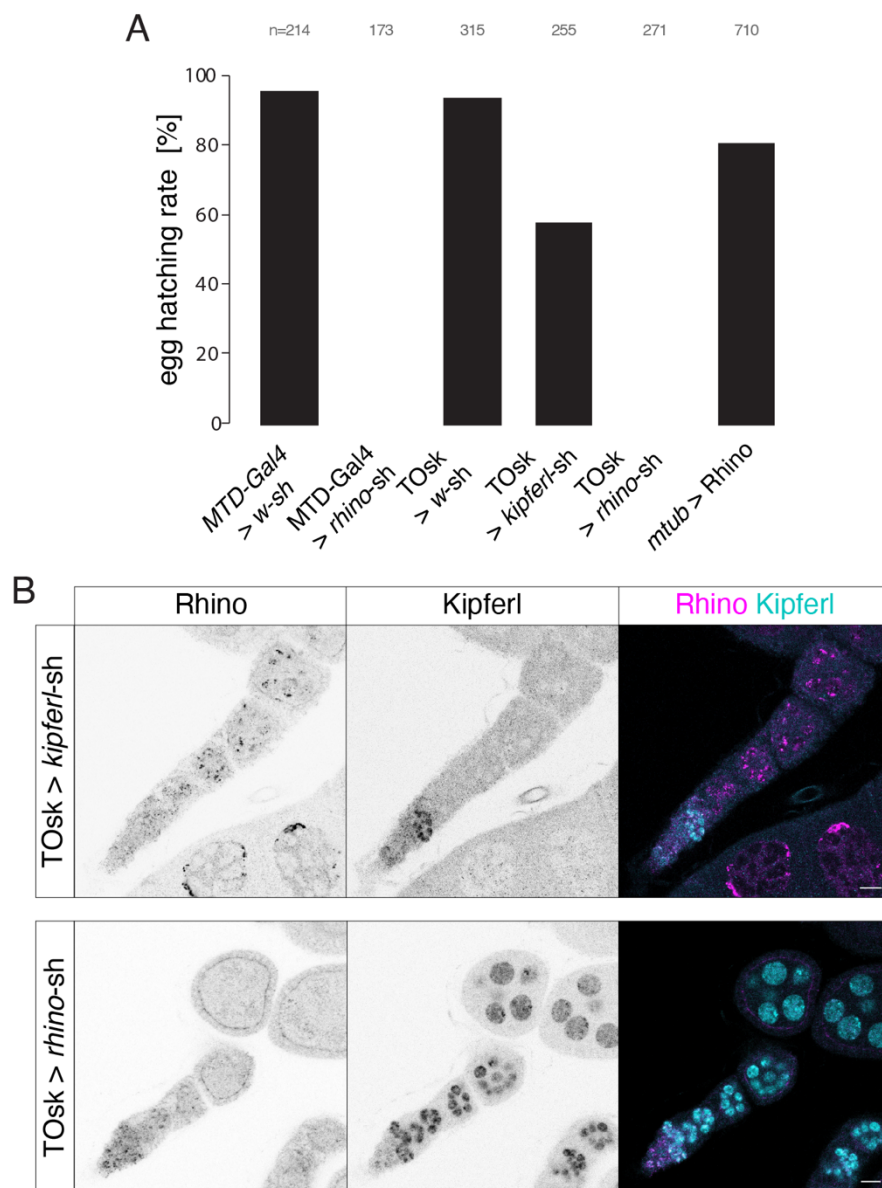 A
n=214 173 315 255 271 710
egg hatching rate [%]
100
80
60
40
20
0
MTD-Gal4
> w-sh
MTD-Gal4
> rhino-sh
TOsk
> w-sh
TOsk
> kipferl-sh
TOsk
> rhino-sh
mtub > Rhino
B
Rhino Kipferl Rhino Kipferl
TOsk > kipferl-sh
TOsk > rhino-sh